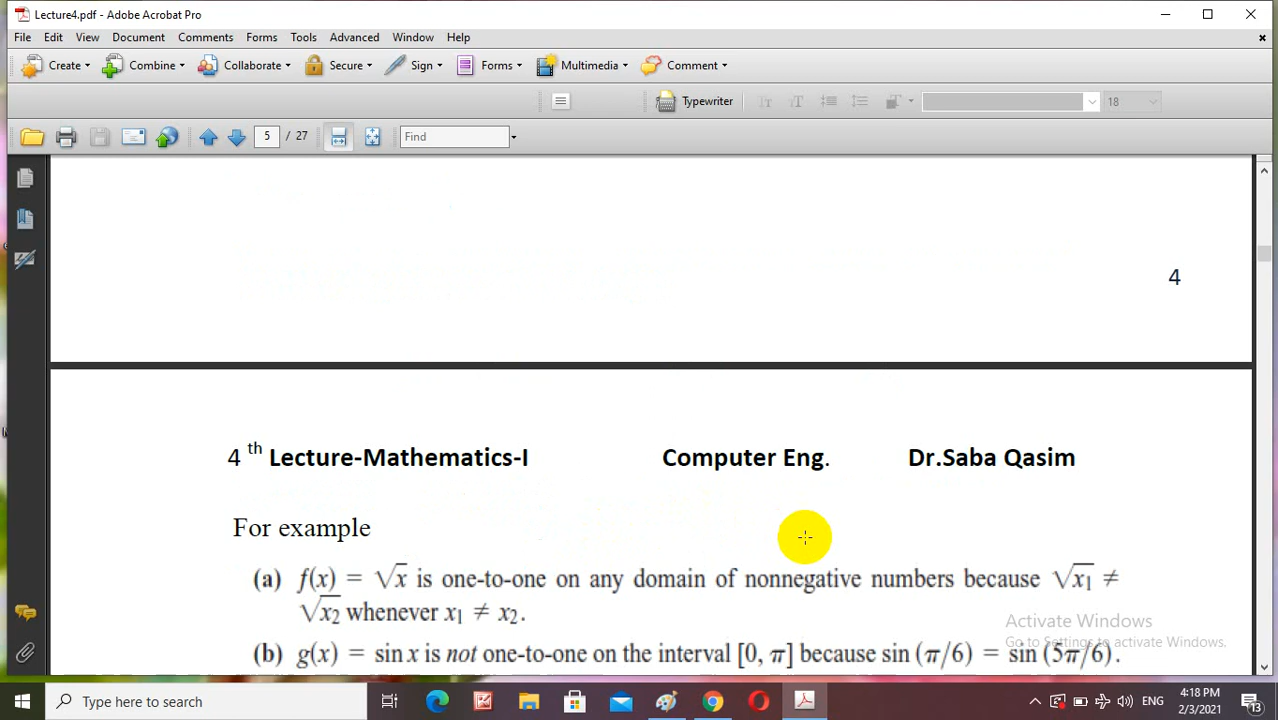 Lecture4.pdf - Adobe Acrobat Pro
File Edit View Document Comments Forms Tools Advanced Window Help
Create Combine Collaborate Secure Sign Forms Multimedia Comment
Typewriter 18
5 / 27 Find
4
4 th Lecture-Mathematics-I Computer Eng. Dr.Saba Qasim
For example
(a) f(x) = √x is one-to-one on any domain of nonnegative numbers because √x₁ ≠
√x₂ whenever x₁ ≠ x₂.
(b) g(x) = sin x is not one-to-one on the interval [0, π] because sin (π/6) = sin (5π/6).
Activate Windows
Go to Settings to activate Windows.
Type here to search
ENG
4:18 PM
2/3/2021
13